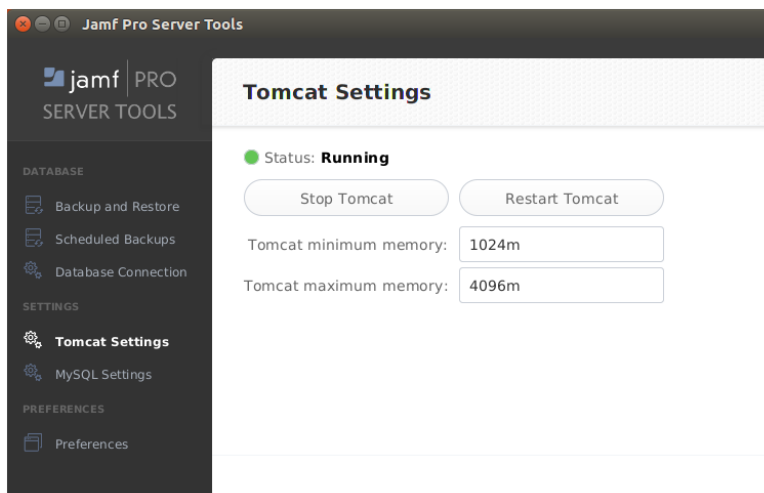 Jamf Pro Server Tools
jamf PRO
SERVER TOOLS
DATABASE
Backup and Restore
Scheduled Backups
Database Connection
SETTINGS
Tomcat Settings
MySQL Settings
PREFERENCES
Preferences
Tomcat Settings
Status: Running
Stop Tomcat Restart Tomcat
Tomcat minimum memory: 1024m
Tomcat maximum memory: 4096m